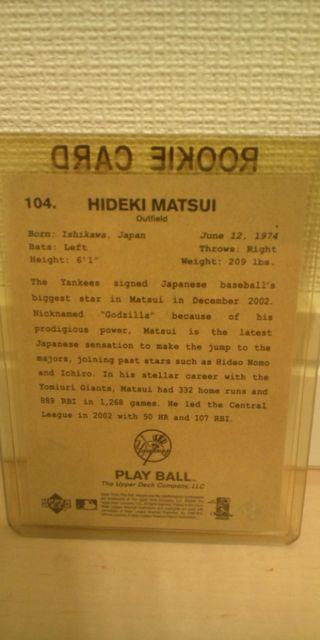 ROOKIE CARD
104. HIDEKI MATSUI
Outfield
Born: Ishikawa, Japan June 12, 1974
Bats: Left Throws: Right
Height: 6'1" Weight: 209 lbs.
The Yankees signed Japanese baseball's
biggest star in Matsui in December 2002.
Nicknamed "Godzilla" because of his
prodigious power, Matsui is the latest
Japanese sensation to make the jump to the
majors, joining past stars such as Hideo Nomo
and Ichiro. In his stellar career with the
Yomiuri Giants, Matsui had 332 home runs and
889 RBI in 1,268 games. He led the Central
League in 2002 with 50 HR and 107 RBI.
PLAY BALL
The Upper Deck Company, LLC